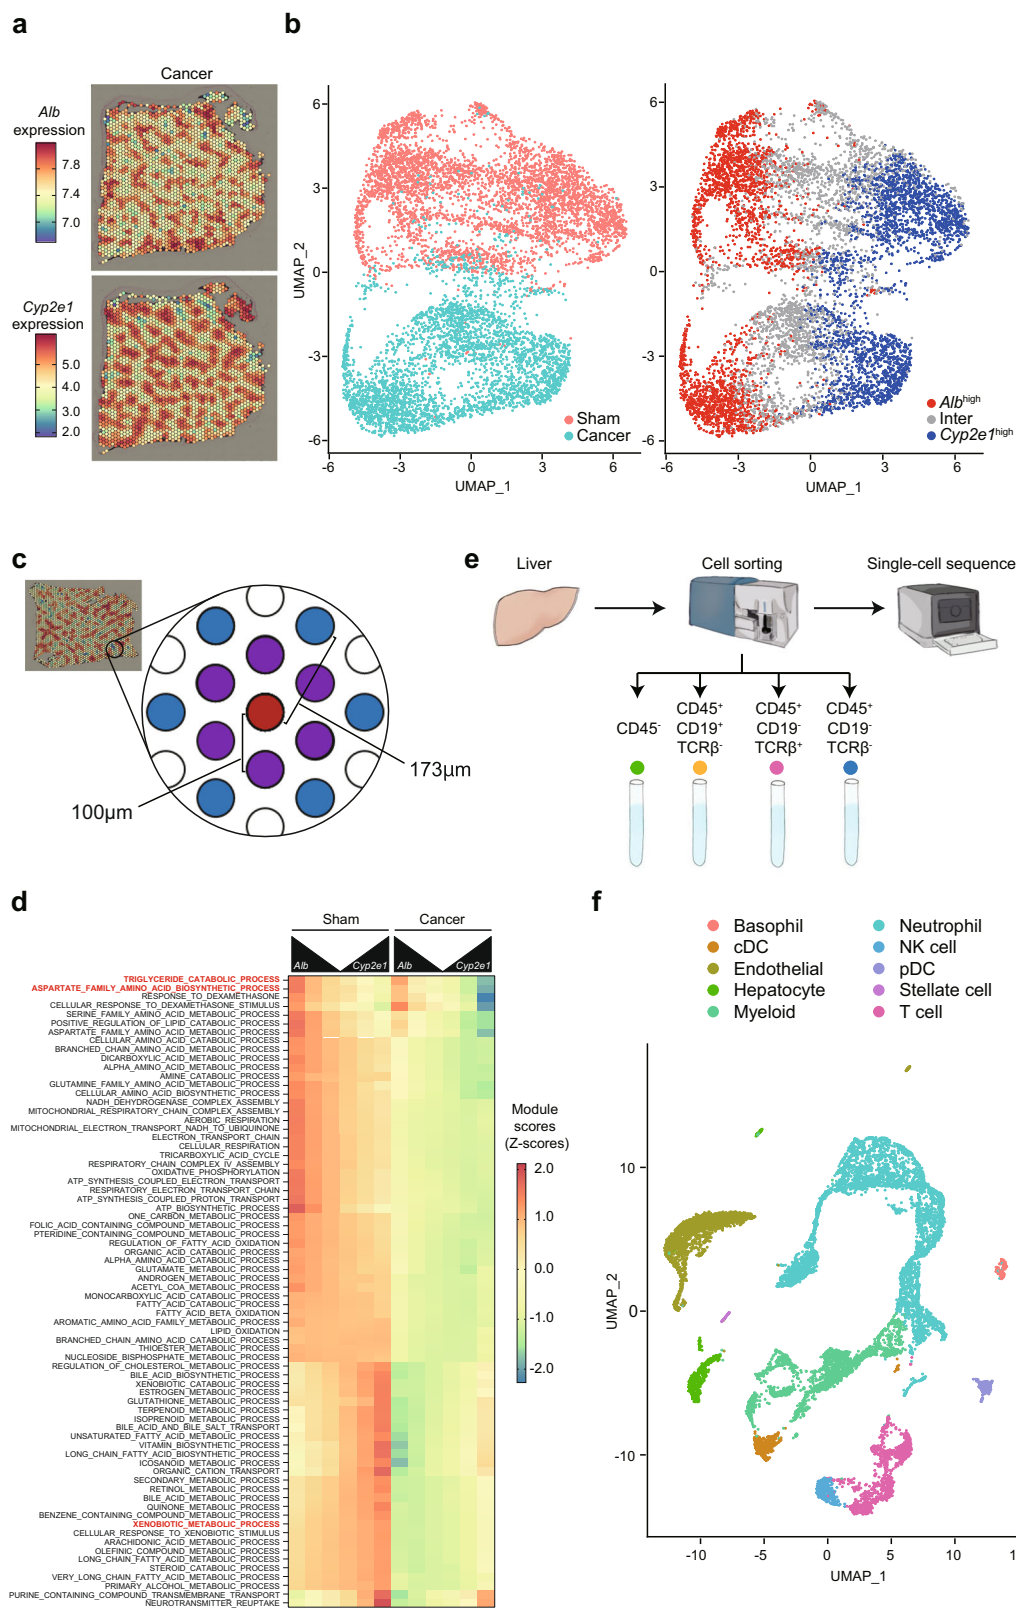 a
Cancer
Alb
expression
7.8
7.4
7.0
Cyp2e1
expression
5.0
4.0
3.0
2.0
b
6
3
0
-3
-6
UMAP_2
-6
-3
0
3
6
UMAP_1
Sham
Cancer
6
3
0
-3
-6
-6
-3
0
3
6
UMAP_1
Albhigh
Inter
Cyp2e1high
c
100μm
173μm
e
Liver
Cell sorting
Single-cell sequence
CD45-
CD45+
CD19+
TCRβ-
CD45+
CD19-
TCRβ+
CD45+
CD19-
TCRβ-
d
Sham
Cancer
Alb
Cyp2e1
Alb
Cyp2e1
TRIGLYCERIDE_CATABOLIC_PROCESS
ASPARTATE_FAMILY_AMINO_ACID_BIOSYNTHETIC_PROCESS
RESPONSE_TO_DEXAMETHASONE
CELLULAR_RESPONSE_TO_DEXAMETHASONE_STIMULUS
SERINE_FAMILY_AMINO_ACID_METABOLIC_PROCESS
POSITIVE_REGULATION_OF_LIPID_CATABOLIC_PROCESS
ASPARTATE_FAMILY_AMINO_ACID_METABOLIC_PROCESS
CELLULAR_AMINO_ACID_CATABOLIC_PROCESS
BRANCHED_CHAIN_AMINO_ACID_METABOLIC_PROCESS
DICARBOXYLIC_ACID_METABOLIC_PROCESS
ALPHA_AMINO_ACID_METABOLIC_PROCESS
AMINE_CATABOLIC_PROCESS
GLUTAMINE_FAMILY_AMINO_ACID_METABOLIC_PROCESS
CELLULAR_AMINO_ACID_BIOSYNTHETIC_PROCESS
NADH_DEHYDROGENASE_COMPLEX_ASSEMBLY
MITOCHONDRIAL_RESPIRATORY_CHAIN_COMPLEX_ASSEMBLY
AEROBIC_RESPIRATION
MITOCHONDRIAL_ELECTRON_TRANSPORT_NADH_TO_UBIQUINONE
ELECTRON_TRANSPORT_CHAIN
CELLULAR_RESPIRATION
TRICARBOXYLIC_ACID_CYCLE
RESPIRATORY_CHAIN_COMPLEX_IV_ASSEMBLY
OXIDATIVE_PHOSPHORYLATION
ATP_SYNTHESIS_COUPLED_ELECTRON_TRANSPORT
RESPIRATORY_ELECTRON_TRANSPORT_CHAIN
ATP_SYNTHESIS_COUPLED_PROTON_TRANSPORT
ATP_BIOSYNTHETIC_PROCESS
ONE_CARBON_METABOLIC_PROCESS
FOLIC_ACID_CONTAINING_COMPOUND_METABOLIC_PROCESS
PTERIDINE_CONTAINING_COMPOUND_METABOLIC_PROCESS
REGULATION_OF_FATTY_ACID_OXIDATION
ORGANIC_ACID_CATABOLIC_PROCESS
ALPHA_AMINO_ACID_CATABOLIC_PROCESS
GLUTAMATE_METABOLIC_PROCESS
ANDROGEN_METABOLIC_PROCESS
ACETYL_COA_METABOLIC_PROCESS
MONOCARBOXYLIC_ACID_CATABOLIC_PROCESS
FATTY_ACID_CATABOLIC_PROCESS
FATTY_ACID_BETA_OXIDATION
AROMATIC_AMINO_ACID_FAMILY_METABOLIC_PROCESS
LIPID_OXIDATION
BRANCHED_CHAIN_AMINO_ACID_CATABOLIC_PROCESS
THIOESTER_METABOLIC_PROCESS
NUCLEOSIDE_BISPHOSPHATE_METABOLIC_PROCESS
REGULATION_OF_CHOLESTEROL_METABOLIC_PROCESS
BILE_ACID_BIOSYNTHETIC_PROCESS
XENOBIOTIC_CATABOLIC_PROCESS
ESTROGEN_METABOLIC_PROCESS
GLUTATHIONE_METABOLIC_PROCESS
TERPENOID_METABOLIC_PROCESS
ISOPRENOID_METABOLIC_PROCESS
BILE_ACID_AND_BILE_SALT_TRANSPORT
UNSATURATED_FATTY_ACID_METABOLIC_PROCESS
VITAMIN_BIOSYNTHETIC_PROCESS
LONG_CHAIN_FATTY_ACID_BIOSYNTHETIC_PROCESS
ICOSANOID_METABOLIC_PROCESS
ORGANIC_CATION_TRANSPORT
SECONDARY_METABOLIC_PROCESS
RETINOL_METABOLIC_PROCESS
BILE_ACID_METABOLIC_PROCESS
QUINONE_METABOLIC_PROCESS
BENZENE_CONTAINING_COMPOUND_METABOLIC_PROCESS
XENOBIOTIC_METABOLIC_PROCESS
CELLULAR_RESPONSE_TO_XENOBIOTIC_STIMULUS
ARACHIDONIC_ACID_METABOLIC_PROCESS
OLEFINIC_COMPOUND_METABOLIC_PROCESS
LONG_CHAIN_FATTY_ACID_METABOLIC_PROCESS
STEROID_CATABOLIC_PROCESS
VERY_LONG_CHAIN_FATTY_ACID_METABOLIC_PROCESS
PRIMARY_ALCOHOL_METABOLIC_PROCESS
PURINE_CONTAINING_COMPOUND_TRANSMEMBRANE_TRANSPORT
NEUROTRANSMITTER_REUPTAKE
Module
scores
(Z-scores)
2.0
1.0
0.0
-1.0
-2.0
f
Basophil
cDC
Endothelial
Hepatocyte
Myeloid
Neutrophil
NK cell
pDC
Stellate cell
T cell
10
0
-10
UMAP_2
-10
-5
0
5
10
UMAP_1